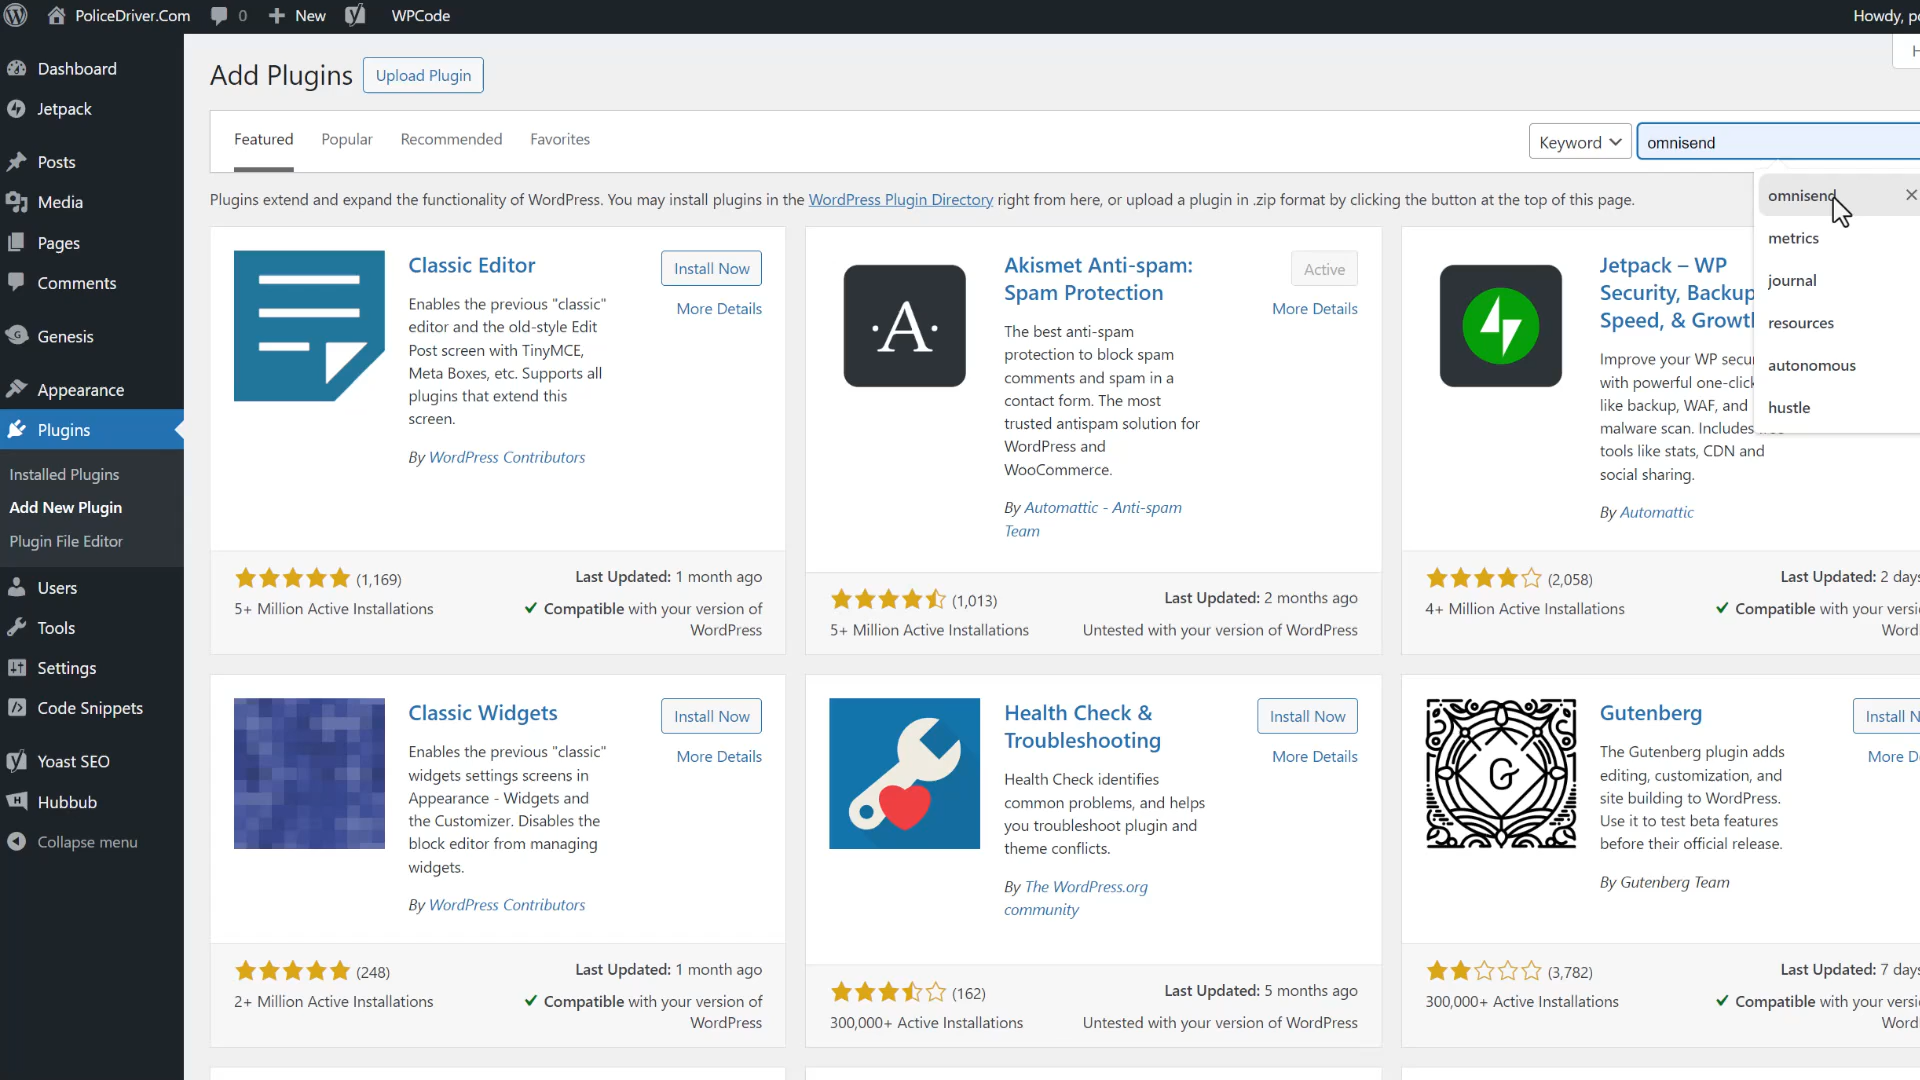 PoliceDriver.Com 0 New WPCode Howdy, po
Dashboard
Jetpack
Posts
Media
Pages
Comments
Genesis
Appearance
Plugins
Installed Plugins
Add New Plugin
Plugin File Editor
Users
Tools
Settings
Code Snippets
Yoast SEO
Hubbub
Collapse menu
Add Plugins Upload Plugin
H
Featured Popular Recommended Favorites
Keyword omnisend
omnisend
metrics
journal
resources
autonomous
hustle
Plugins extend and expand the functionality of WordPress. You may install plugins in the WordPress Plugin Directory right from here, or upload a plugin in .zip format by clicking the button at the top of this page.
Classic Editor
Install Now
More Details
Enables the previous "classic"
editor and the old-style Edit
Post screen with TinyMCE,
Meta Boxes, etc. Supports all
plugins that extend this
screen.
By WordPress Contributors
(1,169)
5+ Million Active Installations
Last Updated: 1 month ago
Compatible with your version of
WordPress
·A·
Akismet Anti-spam:
Spam Protection
Active
More Details
The best anti-spam
protection to block spam
comments and spam in a
contact form. The most
trusted antispam solution for
WordPress and
WooCommerce.
By Automattic - Anti-spam
Team
(1,013)
5+ Million Active Installations
Last Updated: 2 months ago
Untested with your version of WordPress
Jetpack – WP
Security, Backup
Speed, & Growt
Improve your WP secu
with powerful one-click
like backup, WAF, and
malware scan. Includes
tools like stats, CDN and
social sharing.
By Automattic
(2,058)
4+ Million Active Installations
Last Updated: 2 days
Compatible with your versi
Word
Classic Widgets
Install Now
More Details
Enables the previous "classic"
widgets settings screens in
Appearance - Widgets and
the Customizer. Disables the
block editor from managing
widgets.
By WordPress Contributors
(248)
2+ Million Active Installations
Last Updated: 1 month ago
Compatible with your version of
WordPress
Health Check &
Troubleshooting
Install Now
More Details
Health Check identifies
common problems, and helps
you troubleshoot plugin and
theme conflicts.
By The WordPress.org
community
(162)
300,000+ Active Installations
Last Updated: 5 months ago
Untested with your version of WordPress
G
Gutenberg
Install N
More D
The Gutenberg plugin adds
editing, customization, and
site building to WordPress.
Use it to test beta features
before their official release.
By Gutenberg Team
(3,782)
300,000+ Active Installations
Last Updated: 7 days
Compatible with your versi
Word